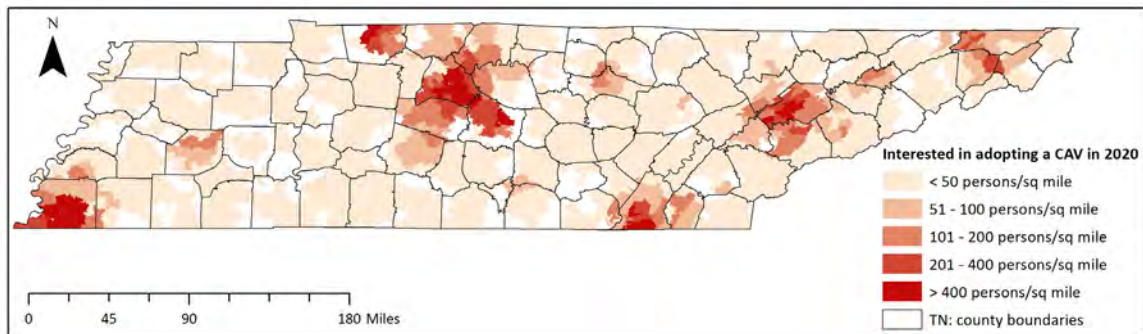 N
Interested in adopting a CAV in 2020
< 50 persons/sq mile
51 - 100 persons/sq mile
101 - 200 persons/sq mile
201 - 400 persons/sq mile
> 400 persons/sq mile
TN: county boundaries
0 45 90 180 Miles